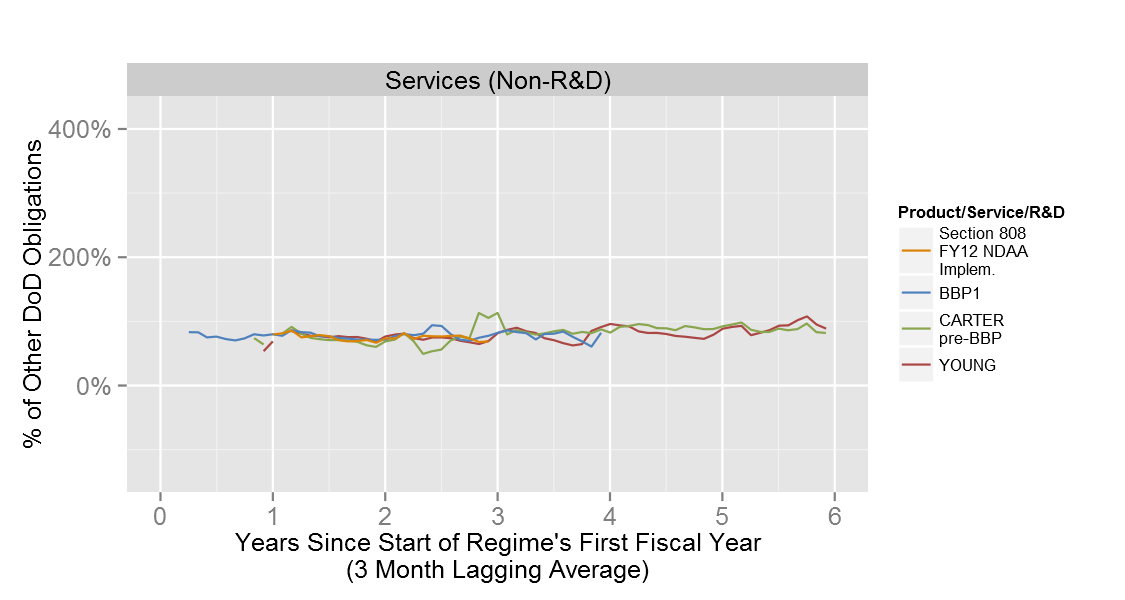 Services (Non-R&D)
400%
200%
0%
% of Other DoD Obligations
0 1 2 3 4 5 6
Years Since Start of Regime's First Fiscal Year
(3 Month Lagging Average)
Product/Service/R&D
Section 808
FY12 NDAA
Implem.
BBP1
CARTER
pre-BBP
YOUNG